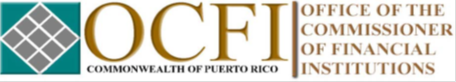 OCFI
COMMONWEALTH OF PUERTO RICO
OFFICE OF THE
COMMISSIONER
OF FINANCIAL
INSTITUTIONS